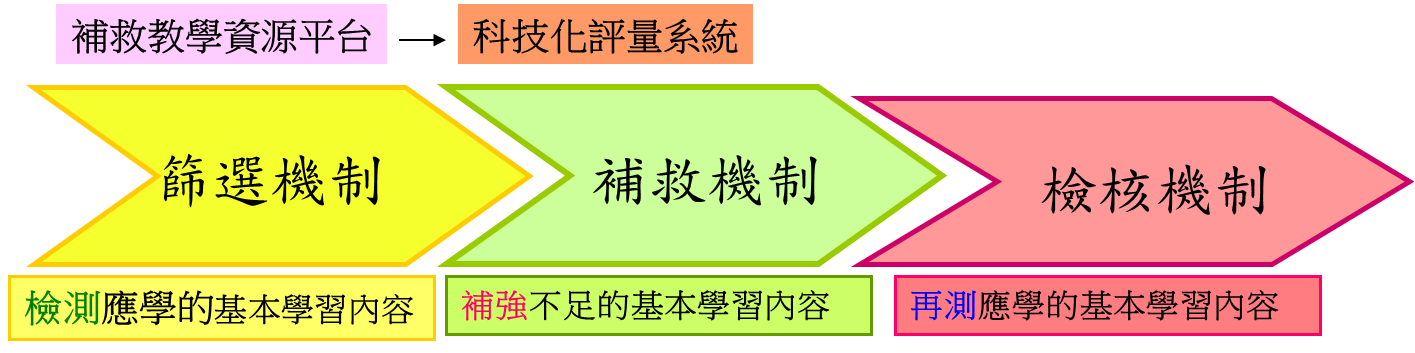 補救教學資源平台
科技化評量系統
篩選機制
補救機制
檢核機制
檢測應學的基本學習內容
補強不足的基本學習內容
再測應學的基本學習內容